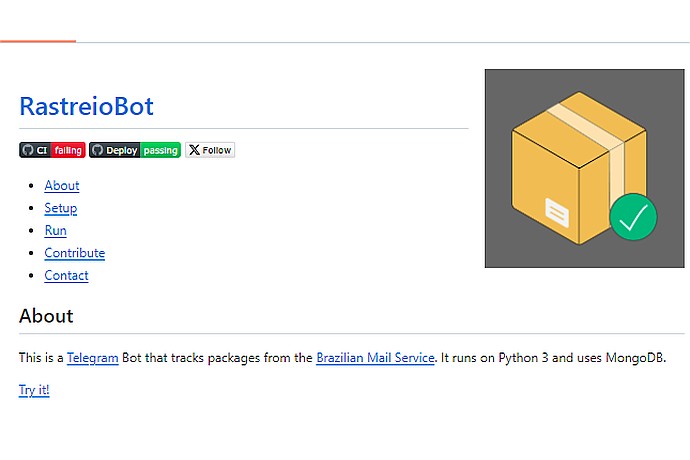 RastreioBot
CI failing Deploy passing X Follow
About
Setup
Run
Contribute
Contact
About
This is a Telegram Bot that tracks packages from the Brazilian Mail Service. It runs on Python 3 and uses MongoDB.
Try it!